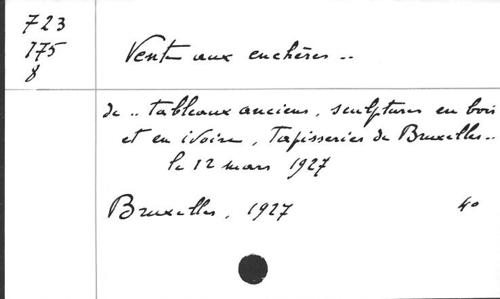 723
175
8
Vente aux enchères ..
de .. tableaux anciens, sculptures en bois
et en ivoire, Tapisseries de Bruxelles..
le 12 mars 1927
Bruxelles, 1927 4°